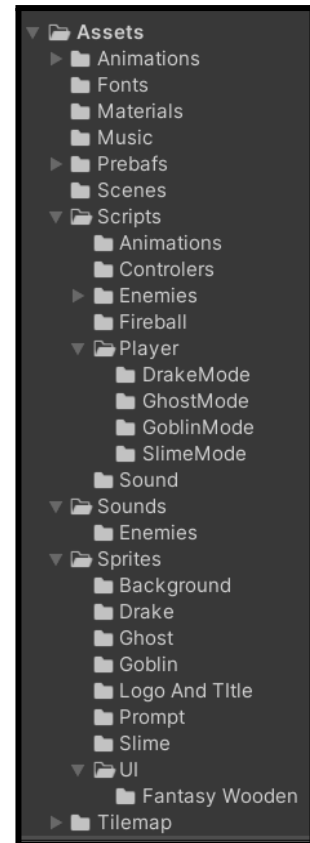 Assets
Animations
Fonts
Materials
Music
Prebafs
Scenes
Scripts
Animations
Controlers
Enemies
Fireball
Player
DrakeMode
GhostMode
GoblinMode
SlimeMode
Sound
Sounds
Enemies
Sprites
Background
Drake
Ghost
Goblin
Logo And TItle
Prompt
Slime
UI
Fantasy Wooden
Tilemap